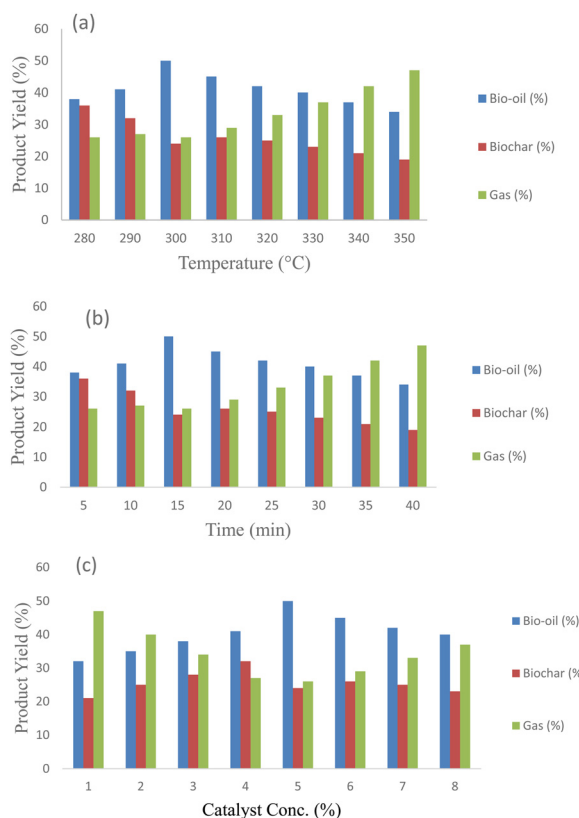 (a)
60
50
40
30
20
10
0
Product Yield (%)
280 290 300 310 320 330 340 350
Temperature (°C)
Bio-oil (%)
Biochar (%)
Gas (%)
(b)
60
50
40
30
20
10
0
Product Yield (%)
5 10 15 20 25 30 35 40
Time (min)
Bio-oil (%)
Biochar (%)
Gas (%)
(c)
60
50
40
30
20
10
0
Product Yield (%)
1 2 3 4 5 6 7 8
Catalyst Conc. (%)
Bio-oil (%)
Biochar (%
Gas (%)